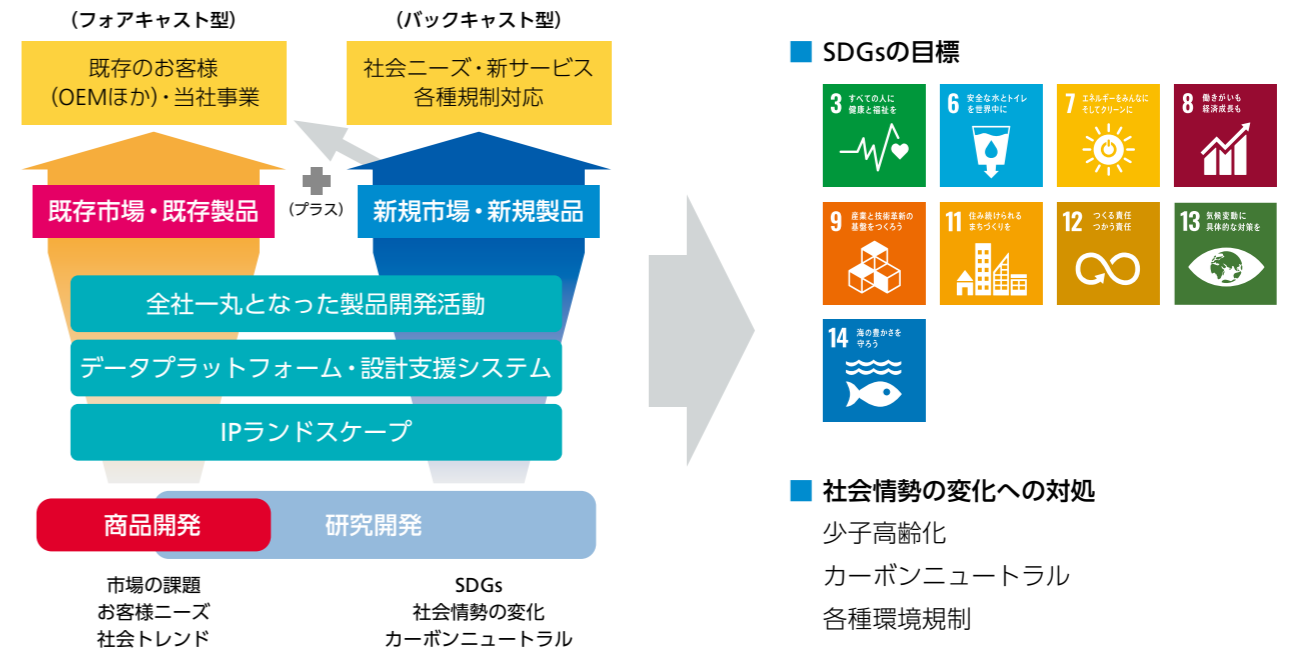 (フォアキャスト型)
既存のお客様
(OEMほか)・当社事業
既存市場・既存製品
(プラス)
(バックキャスト型)
社会ニーズ・新サービス
各種規制対応
新規市場・新規製品
全社一丸となった製品開発活動
データプラットフォーム・設計支援システム
IPランドスケープ
商品開発
研究開発
市場の課題
お客様ニーズ
社会トレンド
SDGs
社会情勢の変化
カーボンニュートラル
SDGsの目標
3 すべての人に
健康と福祉を
6 安全な水とトイレ
を世界中に
7 エネルギーをみんなに
そしてクリーンに
8 働きがいも
経済成長も
9 産業と技術革新の
基盤をつくろう
11 住み続けられる
まちづくりを
12 つくる責任
つかう責任
13 気候変動に
具体的な対策を
14 海の豊かさを
守ろう
社会情勢の変化への対処
少子高齢化
カーボンニュートラル
各種環境規制